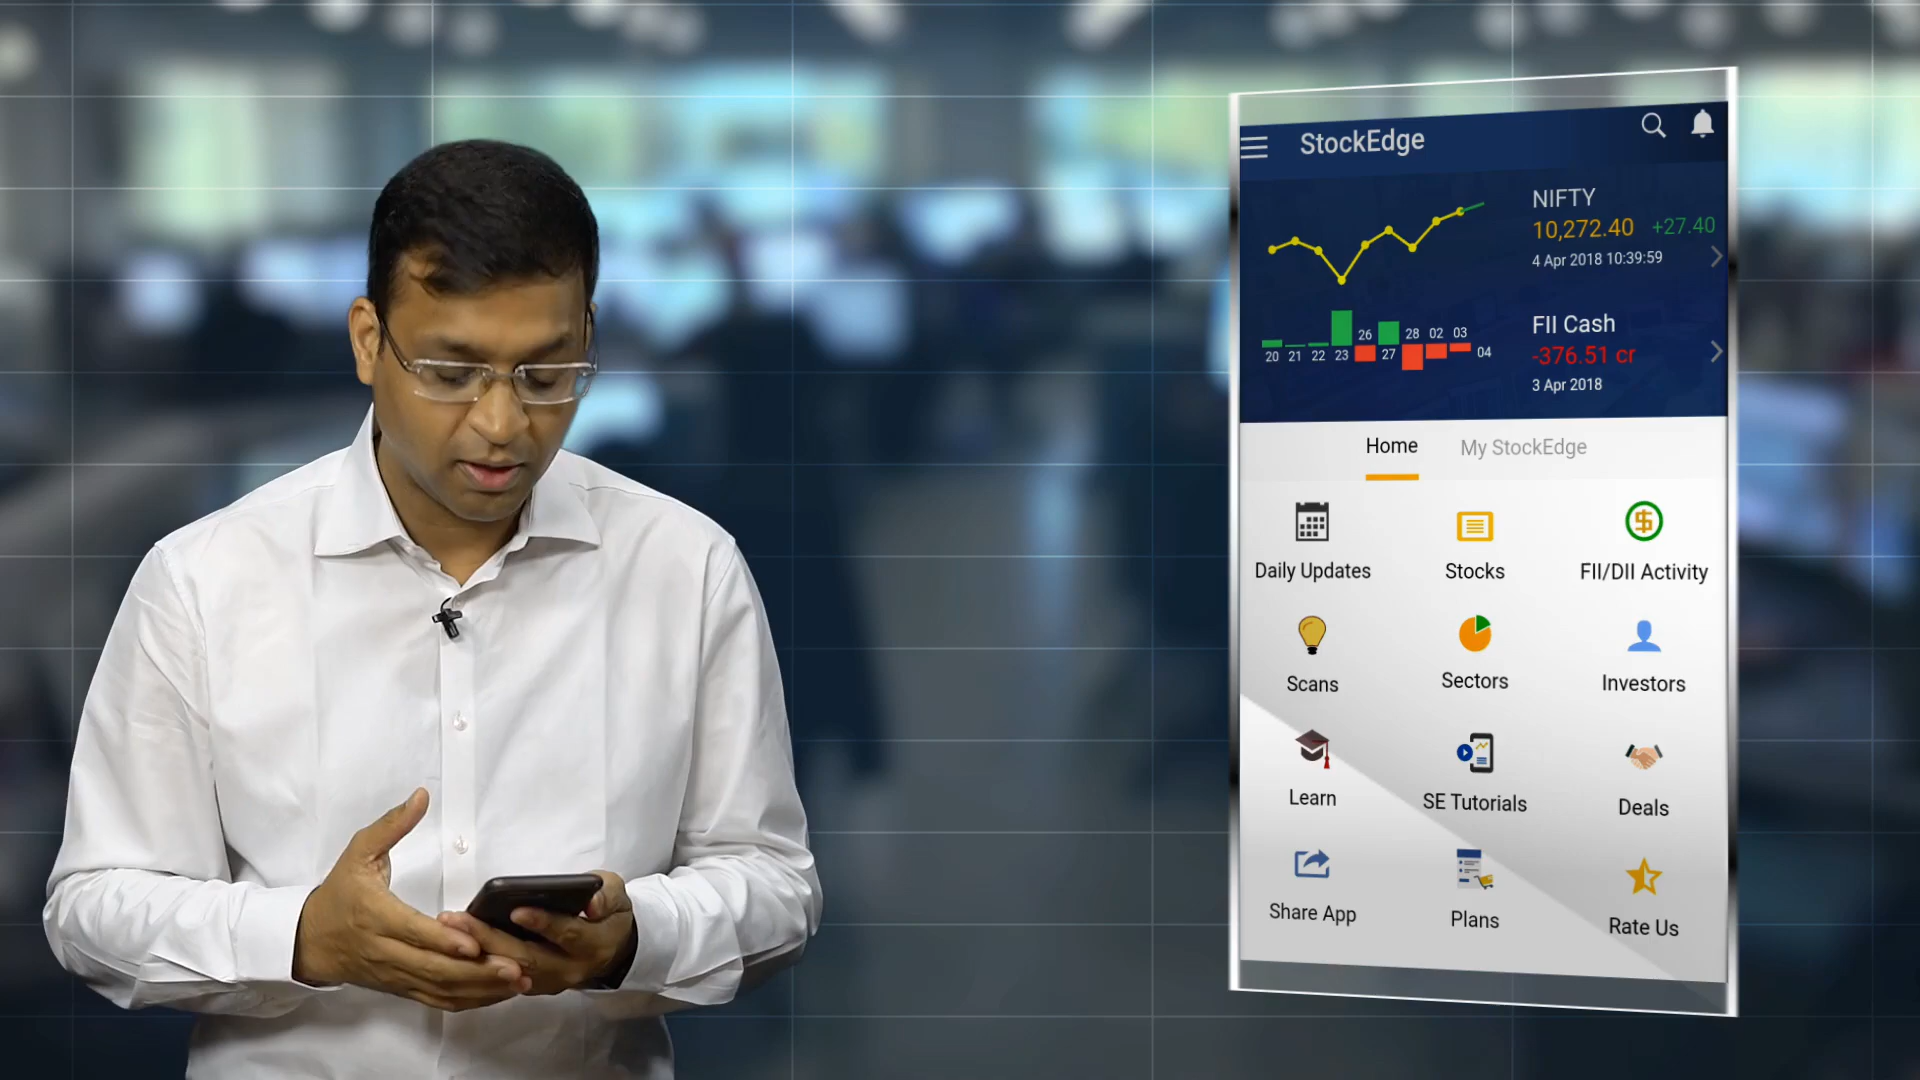 StockEdge
NIFTY
10,272.40 +27.40
4 Apr 2018 10:39:59
FII Cash
-376.51 cr
3 Apr 2018
26 28 02 03
20 21 22 23 27 04
Home My StockEdge
Daily Updates Stocks FII/DII Activity
Scans Sectors Investors
Learn SE Tutorials Deals
Share App Plans Rate Us